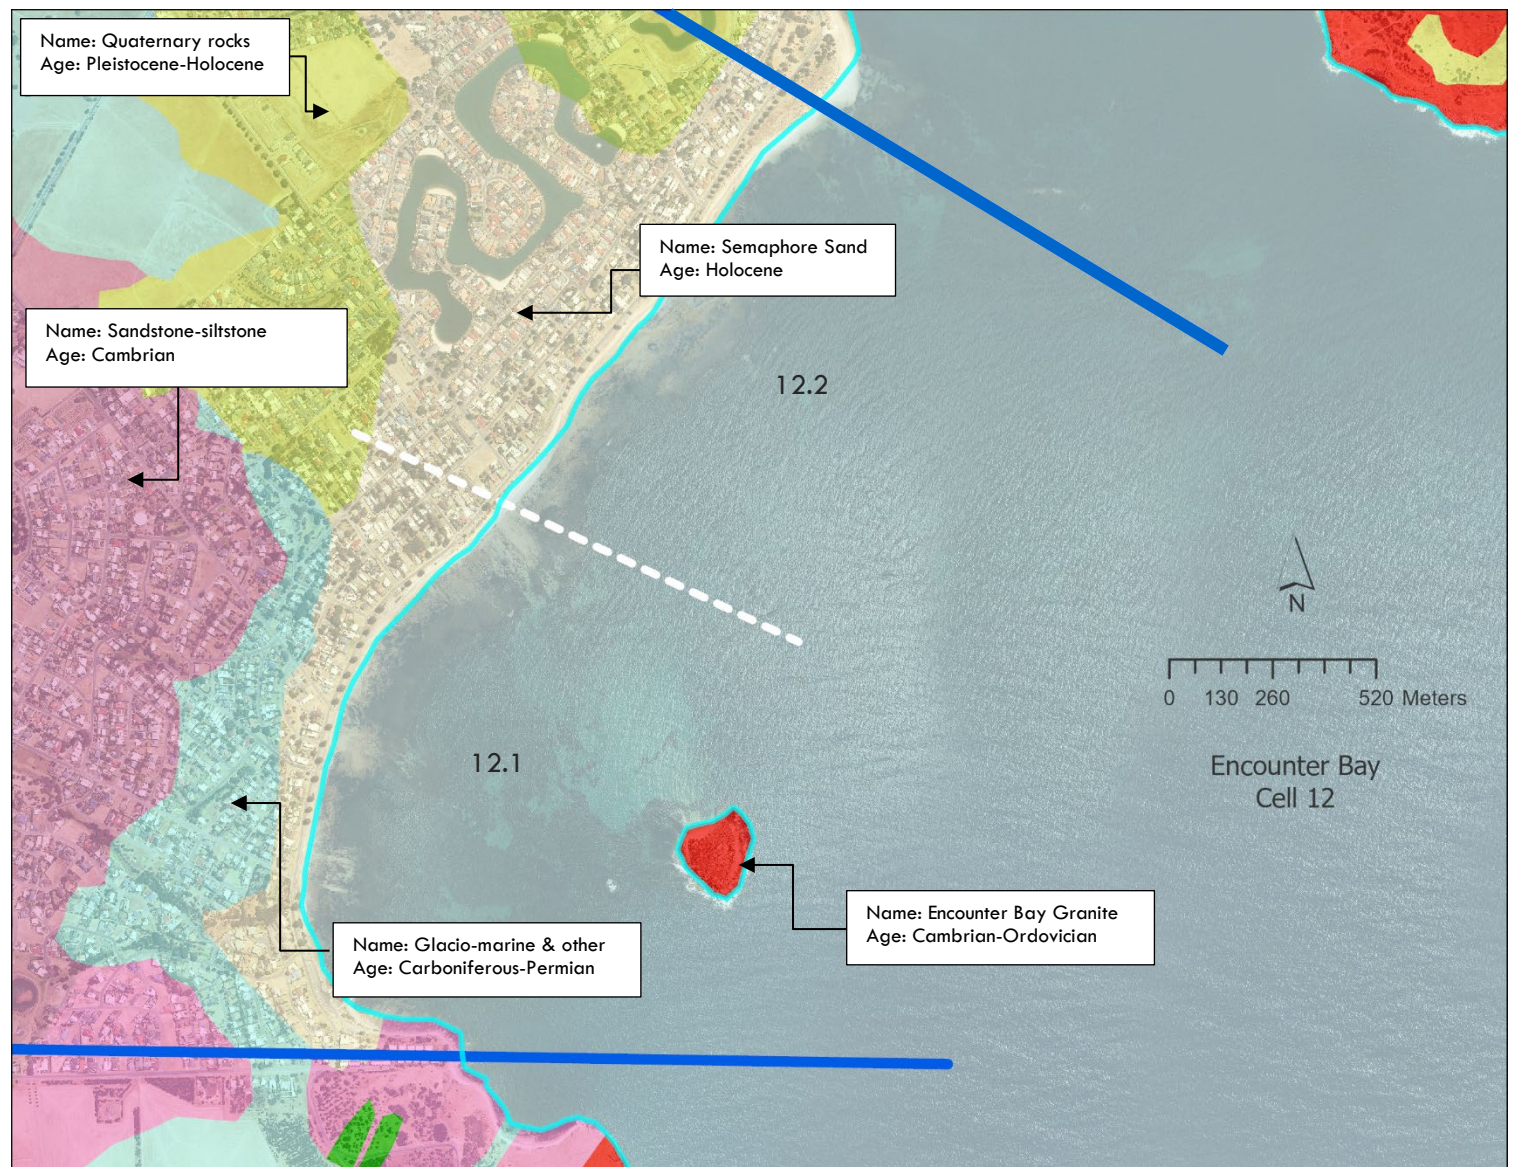 Name: Quaternary rocks
Age: Pleistocene-Holocene
Name: Semaphore Sand
Age: Holocene
Name: Sandstone-siltstone
Age: Cambrian
12.2
N
0 130 260 520 Meters
12.1
Encounter Bay
Cell 12
Name: Encounter Bay Granite
Age: Cambrian-Ordovician
Name: Glacio-marine & other
Age: Carboniferous-Permian